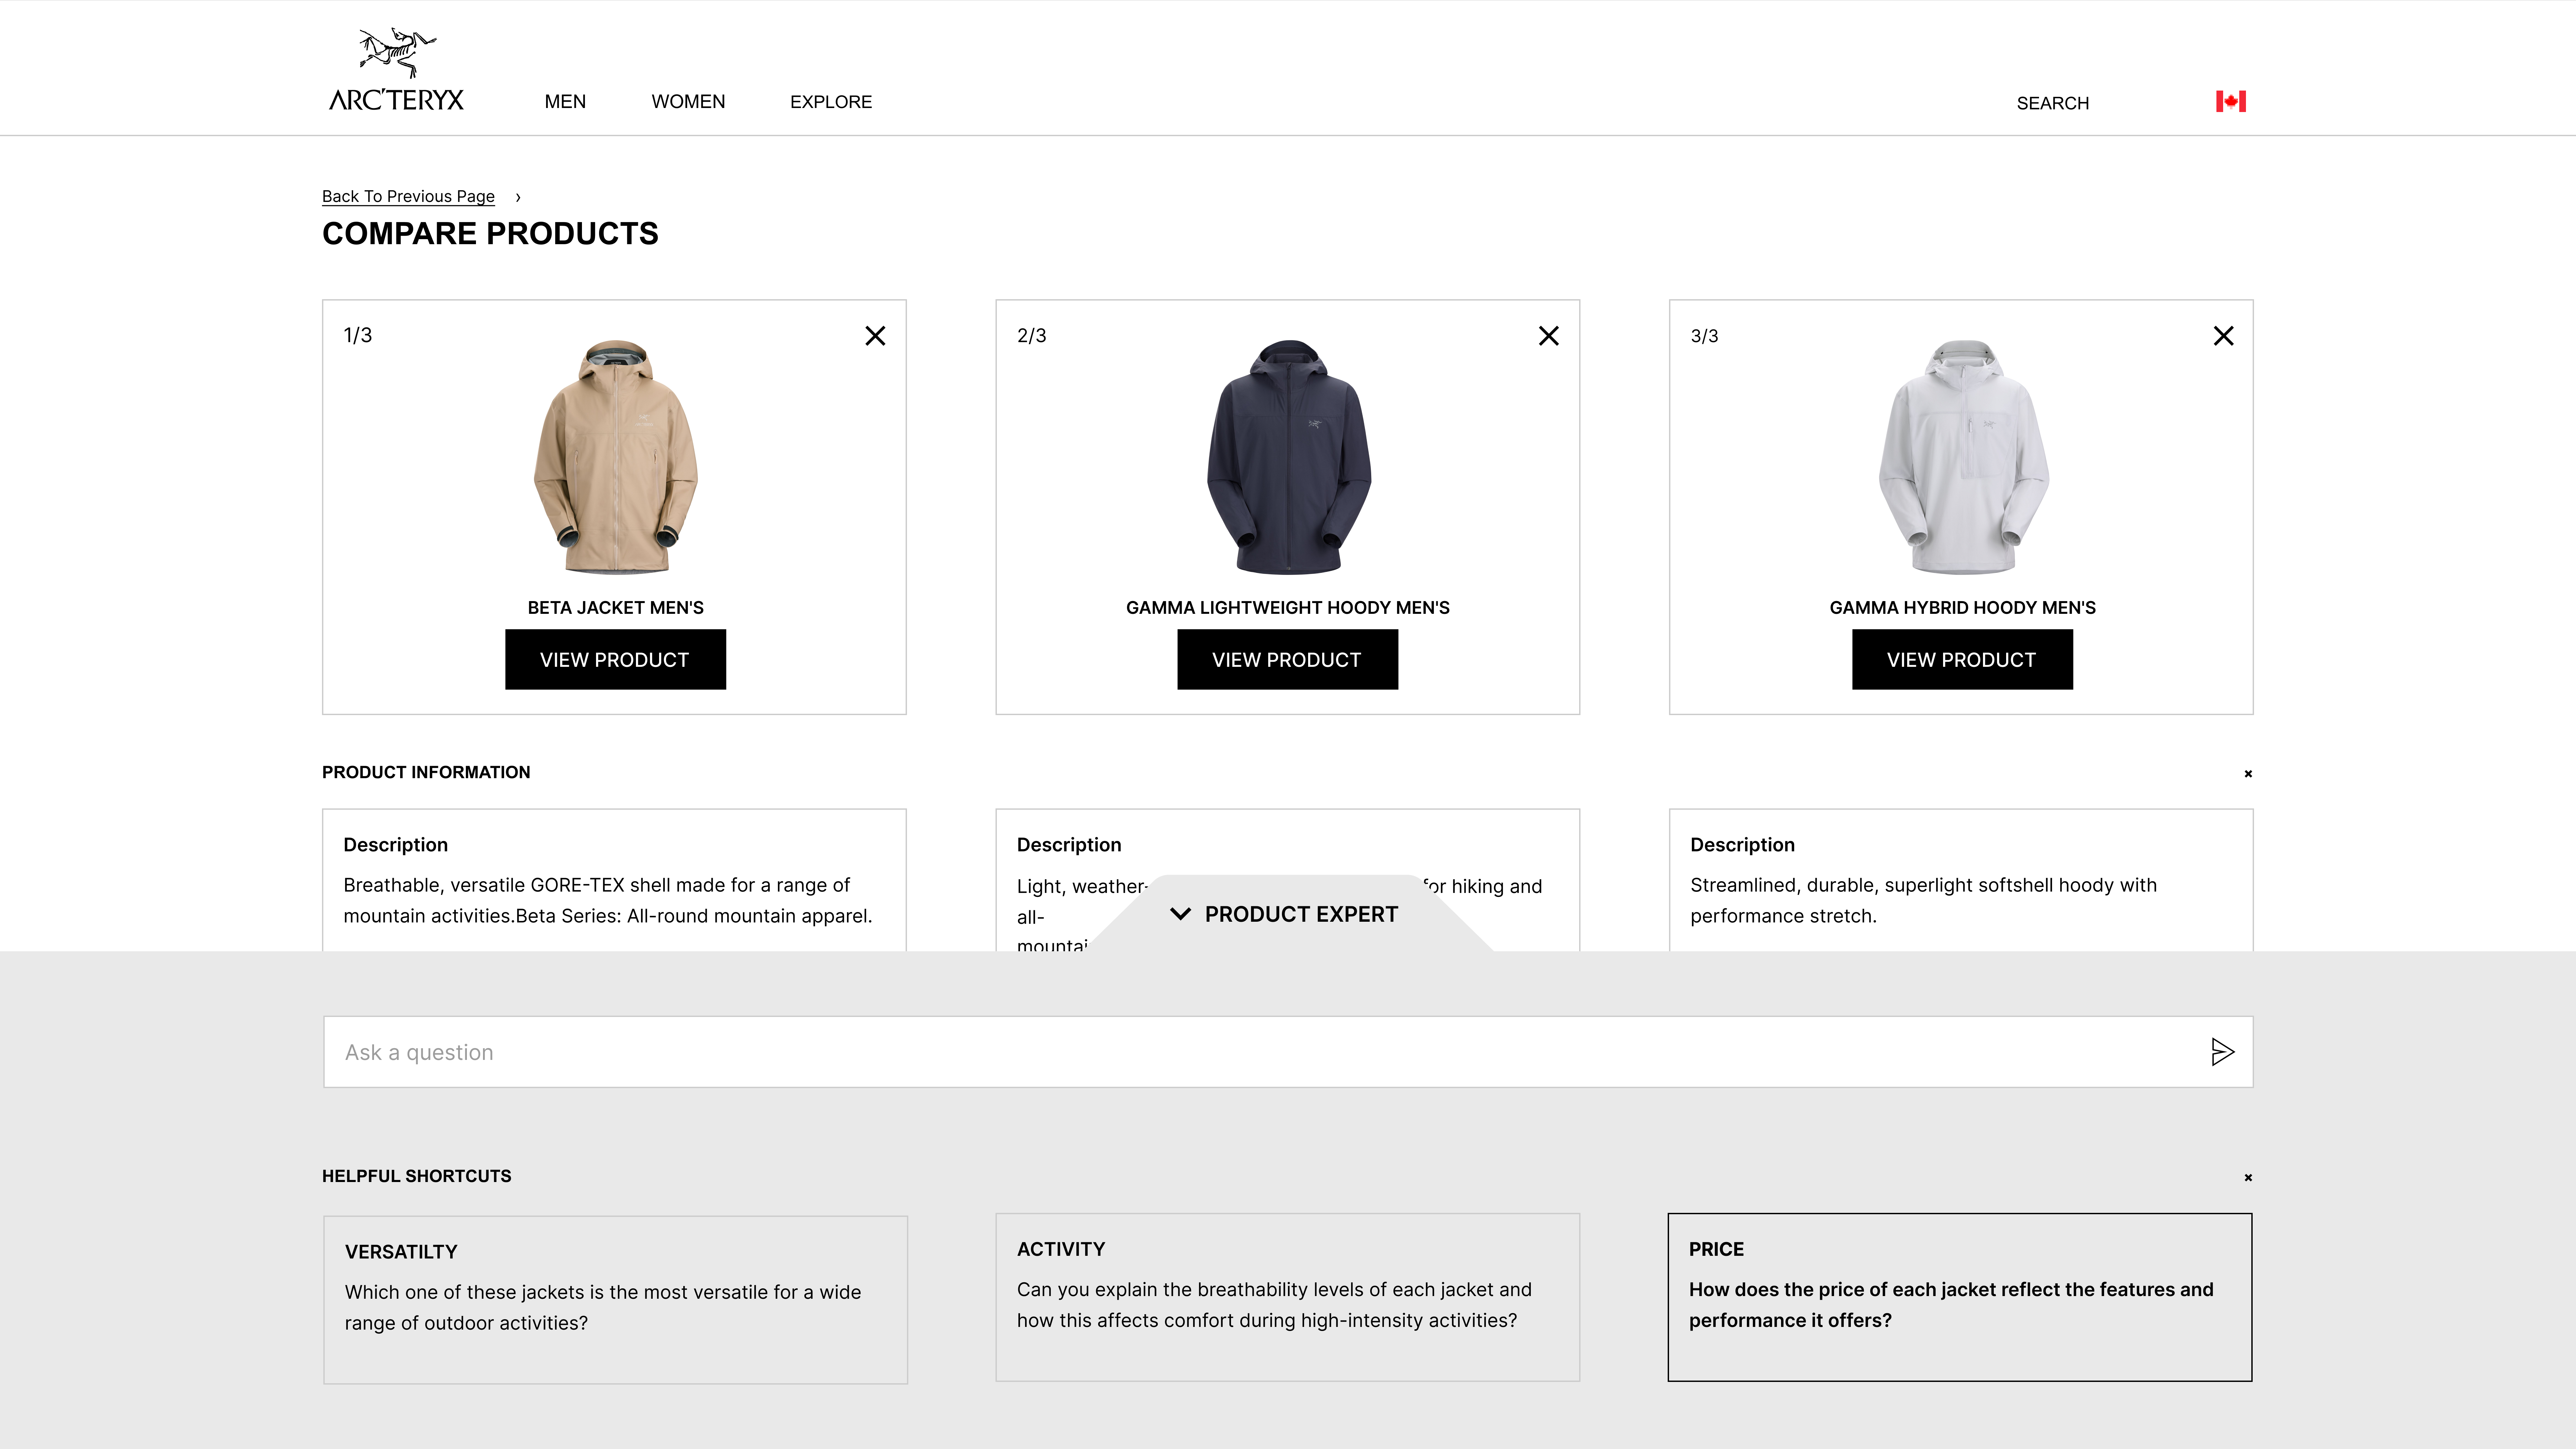 ARC'TERYX
MEN
WOMEN
EXPLORE
SEARCH
Back To Previous Page ›
COMPARE PRODUCTS
1/3
BETA JACKET MEN'S
VIEW PRODUCT
2/3
GAMMA LIGHTWEIGHT HOODY MEN'S
VIEW PRODUCT
3/3
GAMMA HYBRID HOODY MEN'S
VIEW PRODUCT
PRODUCT INFORMATION
Description
Breathable, versatile GORE-TEX shell made for a range of
mountain activities.Beta Series: All-round mountain apparel.
Description
Light, weather- for hiking and
all-
Description
Streamlined, durable, superlight softshell hoody with
performance stretch.
PRODUCT EXPERT
Ask a question
HELPFUL SHORTCUTS
VERSATILTY
Which one of these jackets is the most versatile for a wide
range of outdoor activities?
ACTIVITY
Can you explain the breathability levels of each jacket and
how this affects comfort during high-intensity activities?
PRICE
How does the price of each jacket reflect the features and
performance it offers?